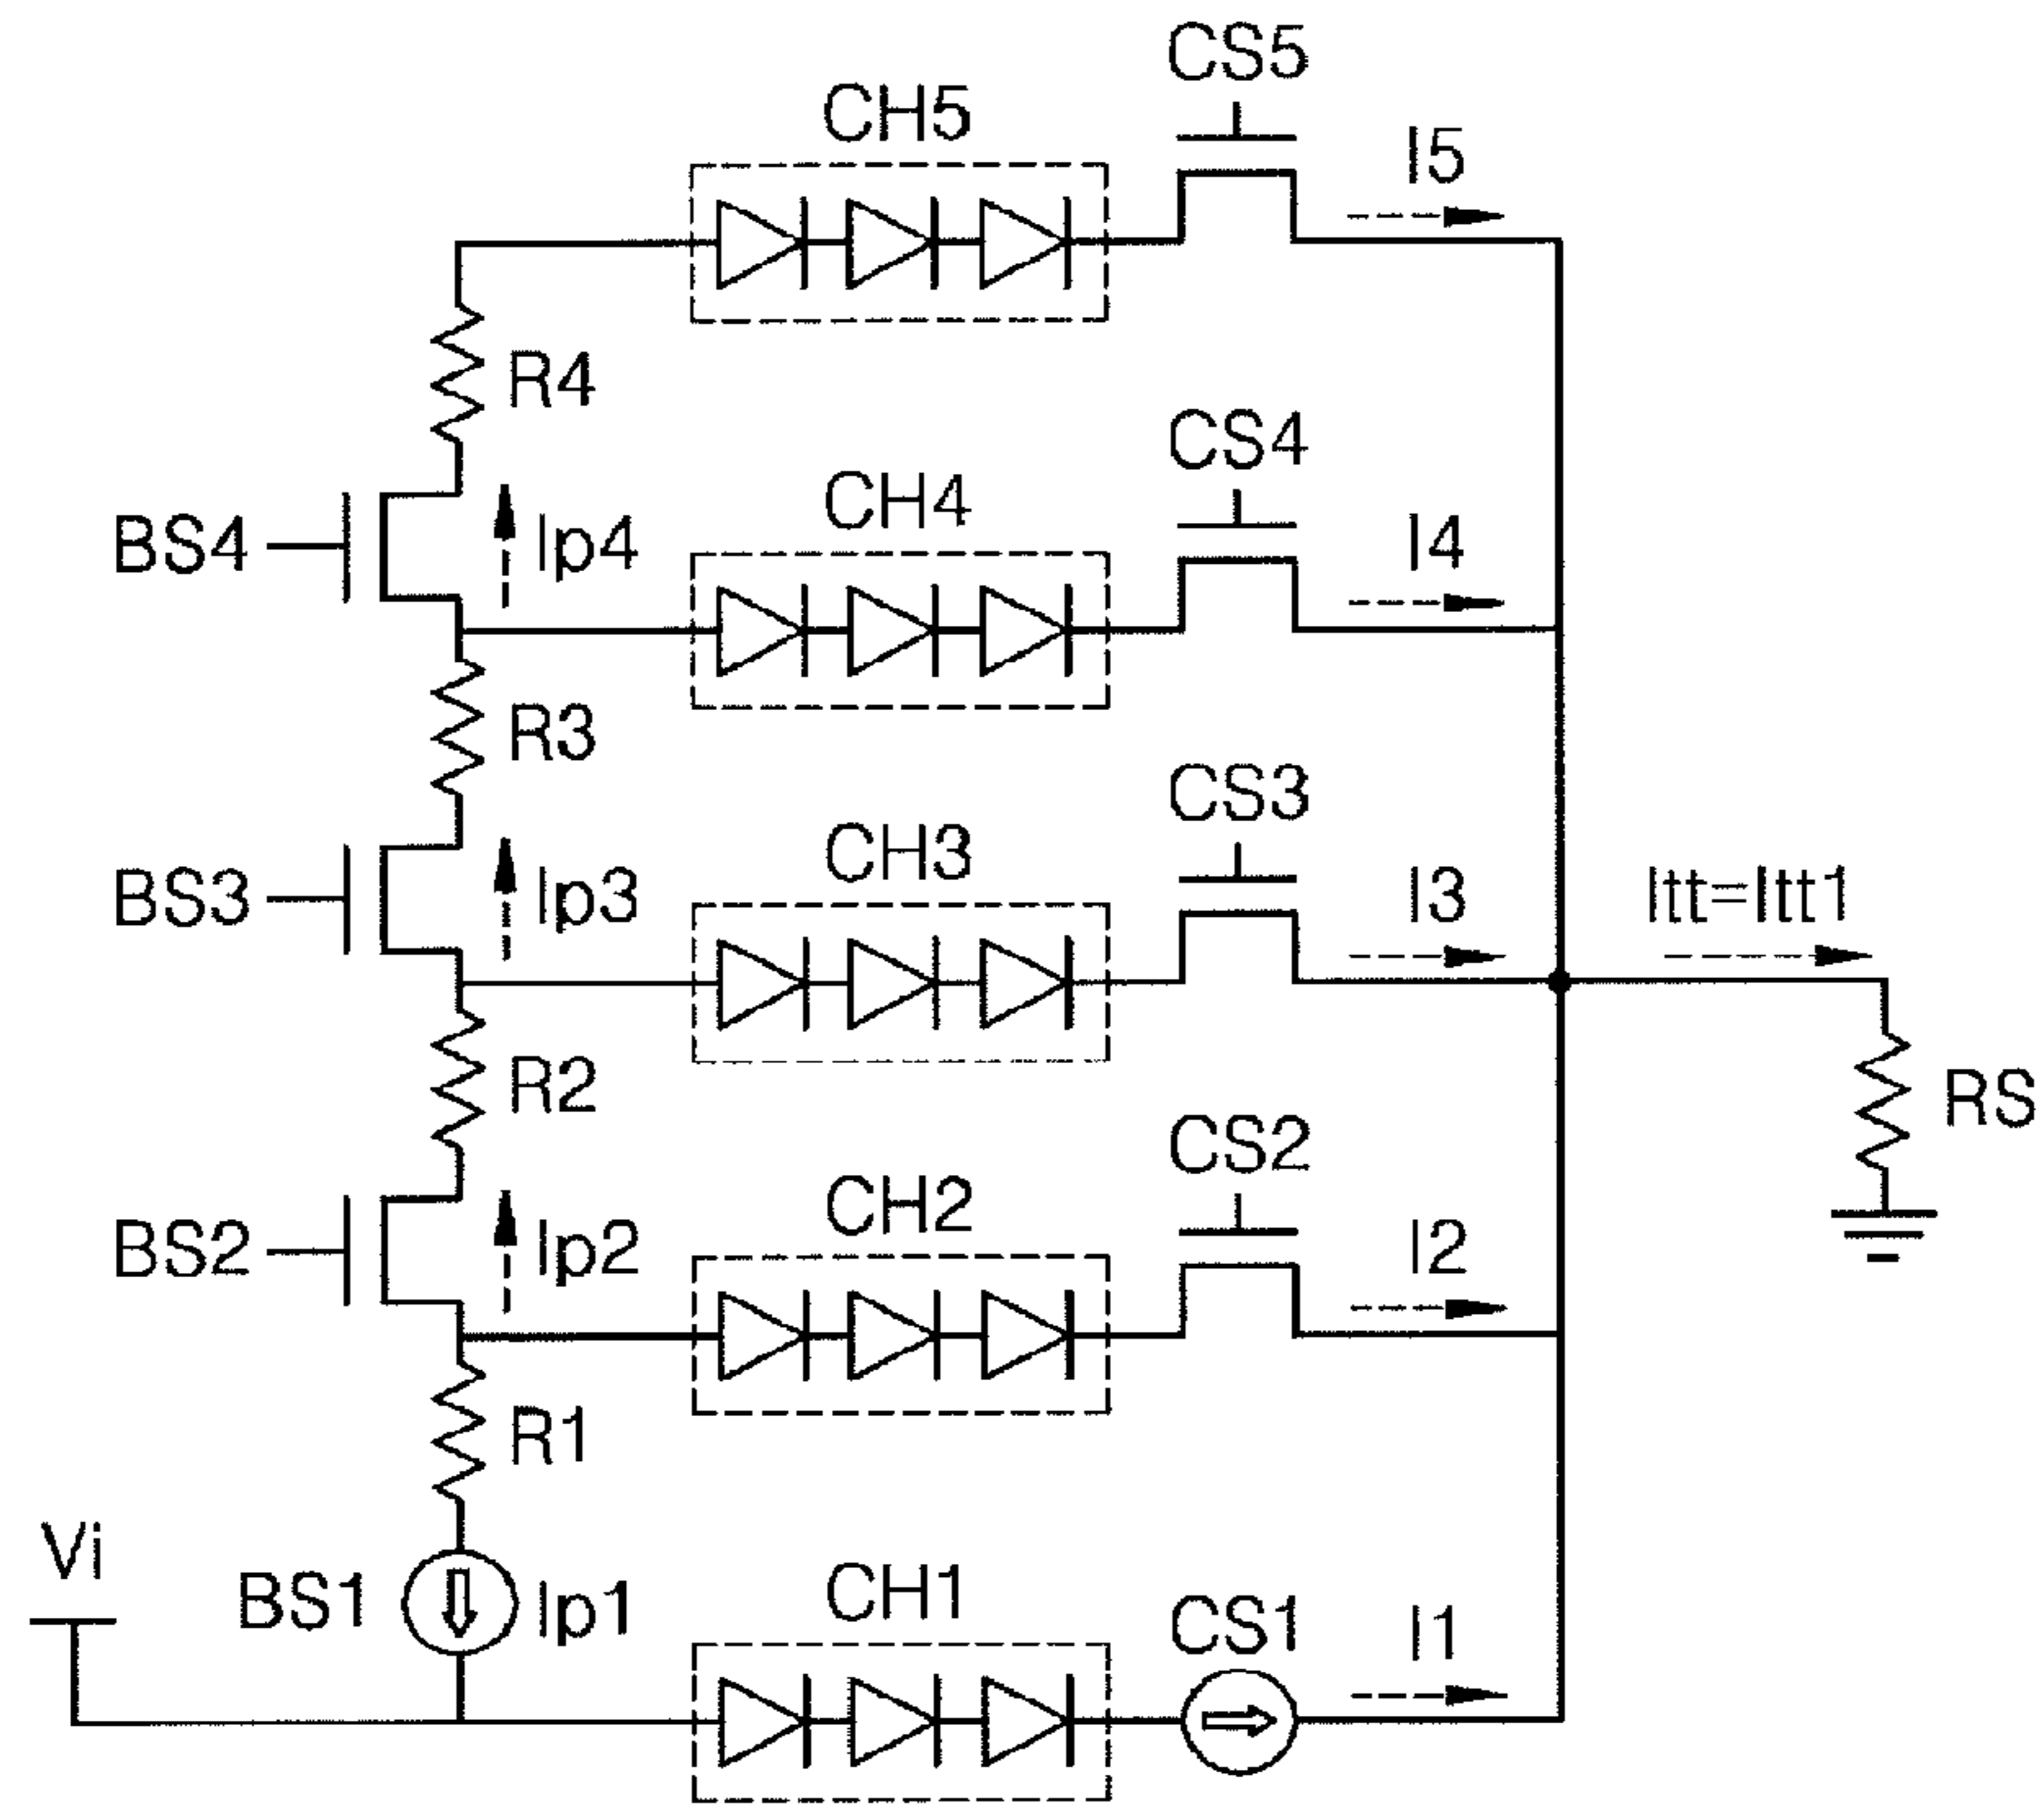 CS5
CH5
I5
R4
CS4
CH4
I4
BS4
Ip4
R3
CS3
CH3
I3
Itt=Itt1
BS3
Ip3
R2
RS
CS2
CH2
I2
BS2
Ip2
R1
Vi
BS1
Ip1
CH1
CS1
I1